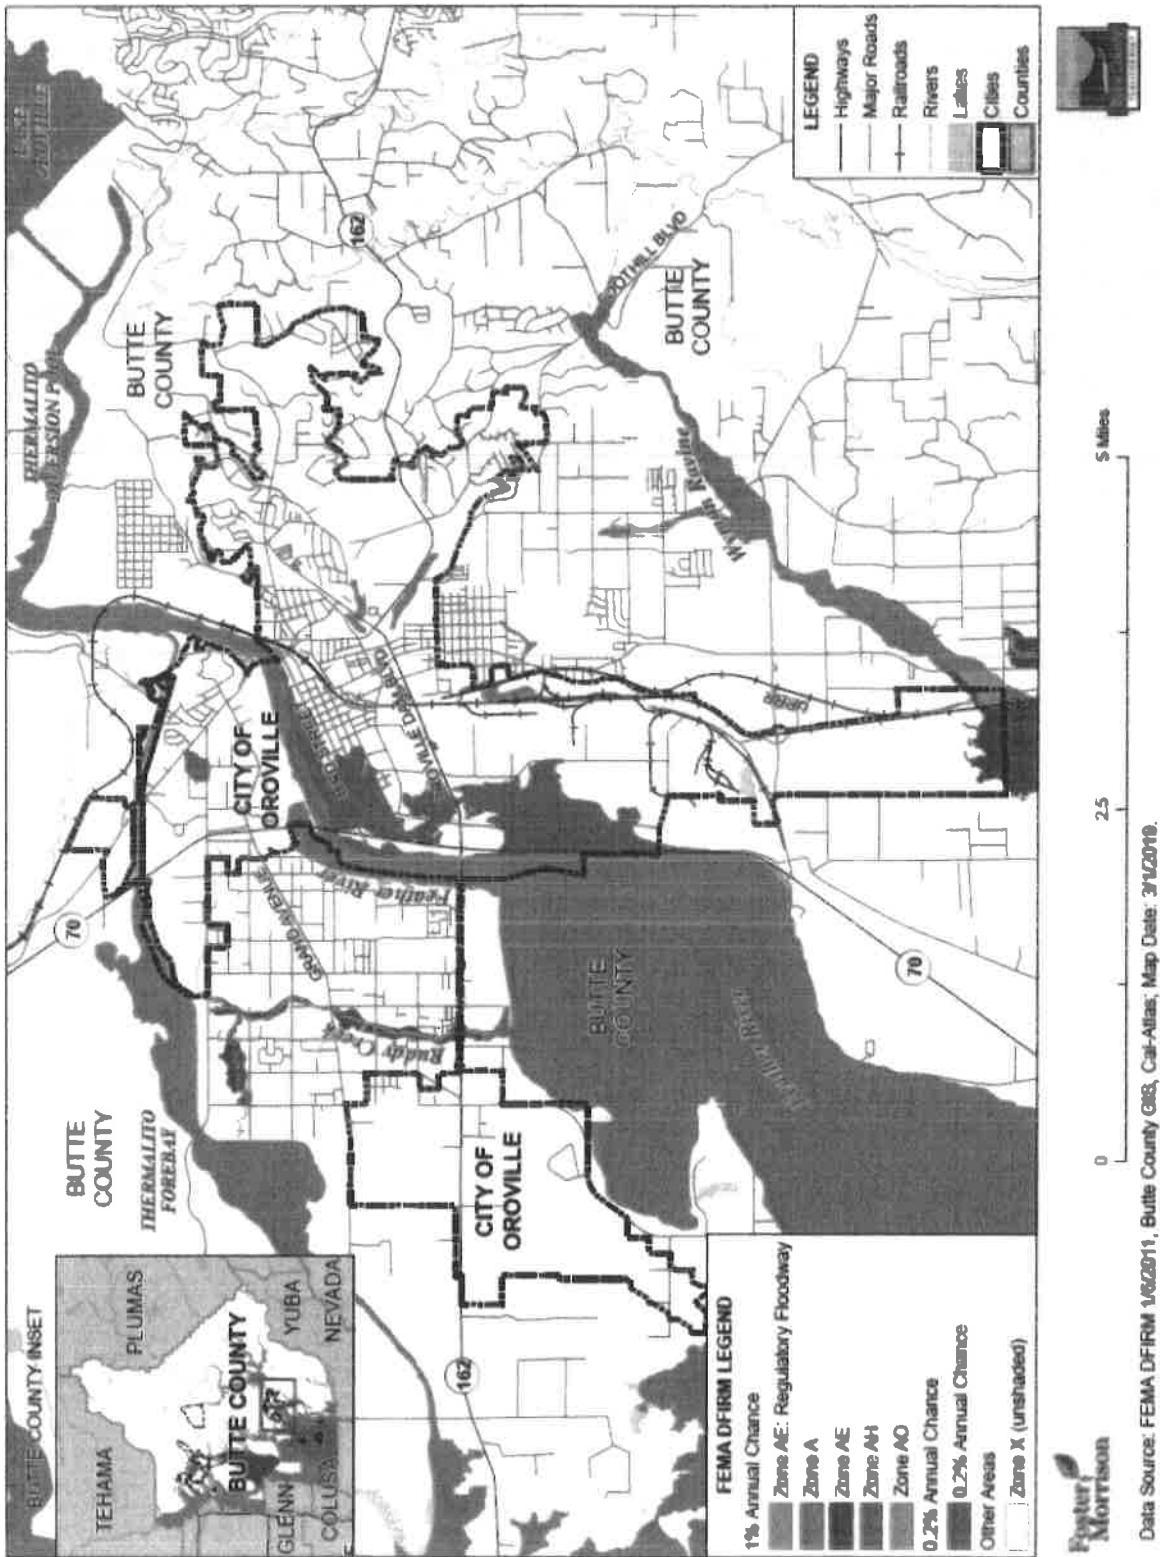 BUTTE COUNTY INSET
TEHAMA
PLUMAS
BUTTE COUNTY
GLENN
COLUSA
YUBA
NEVADA
BUTTE
COUNTY
THERMALITO
FOREBAY
70
162
CITY OF
OROVILLE
Ruddy Creek
GRAND AVENUE
Feather River
CITY OF
OROVILLE
OROVILLE DAM BLVD
THERMALITO
DIVERSION POOL
BUTTE
COUNTY
LAKE
OROVILLE
162
FOOTHILL BLVD
BUTTE
COUNTY
Wyman Ravine
UPRR
BUTTE
COUNTY
Feather River
70
LEGEND
Highways
Major Roads
Railroads
Rivers
Lakes
Cities
Counties
FEMA DFIRM LEGEND
1% Annual Chance
Zone AE: Regulatory Floodway
Zone A
Zone AE
Zone AH
Zone AO
0.2% Annual Chance
0.2% Annual Chance
Other Areas
Zone X (unshaded)
0
2.5
5 Miles
Foster
Morrison
Data Source: FEMA DFIRM 1/6/2011, Butte County GIS, Cal-Atlas; Map Date: 3/1/2019.